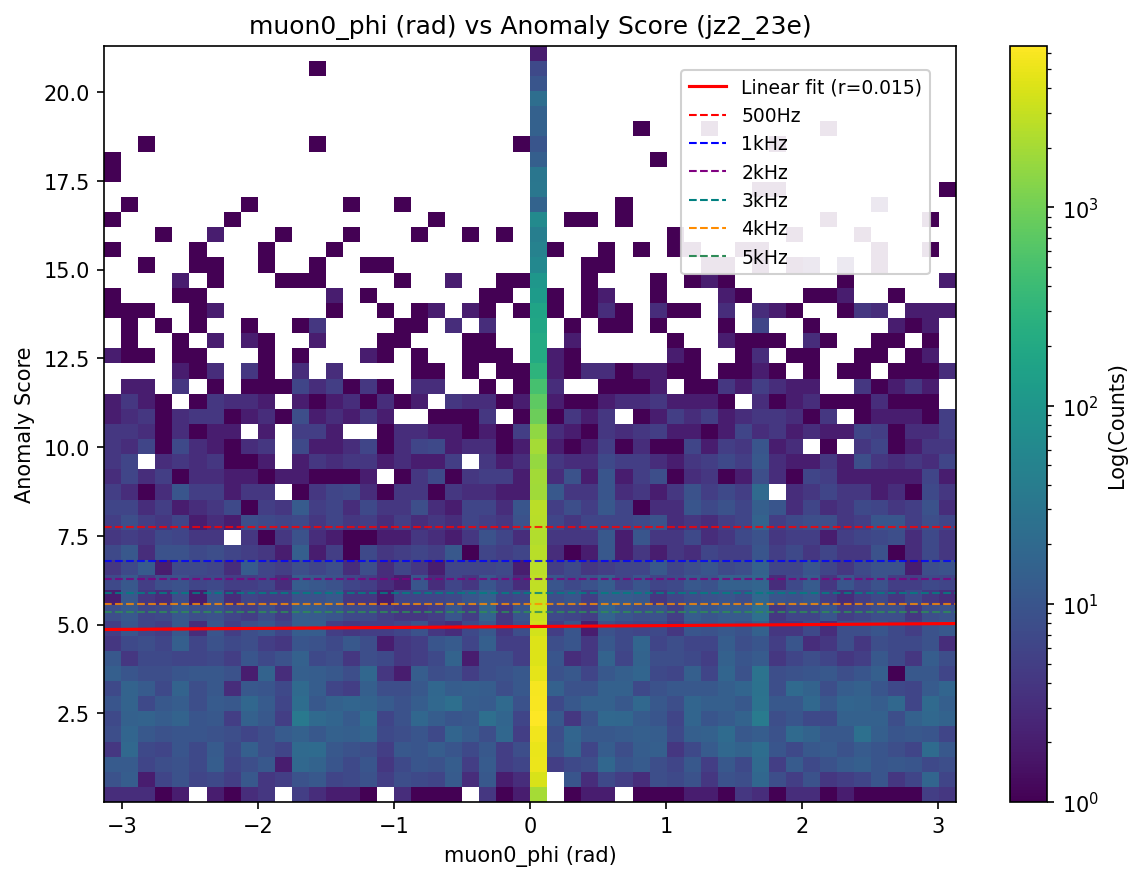 muon0_phi (rad) vs Anomaly Score (jz2_23e)
Linear fit (r=0.015)
500Hz
1kHz
2kHz
3kHz
4kHz
5kHz
20.0
17.5
15.0
12.5
10.0
7.5
5.0
2.5
Anomaly Score
−3
−2
−1
0
1
2
3
muon0_phi (rad)
10³
10²
10¹
10⁰
Log(Counts)